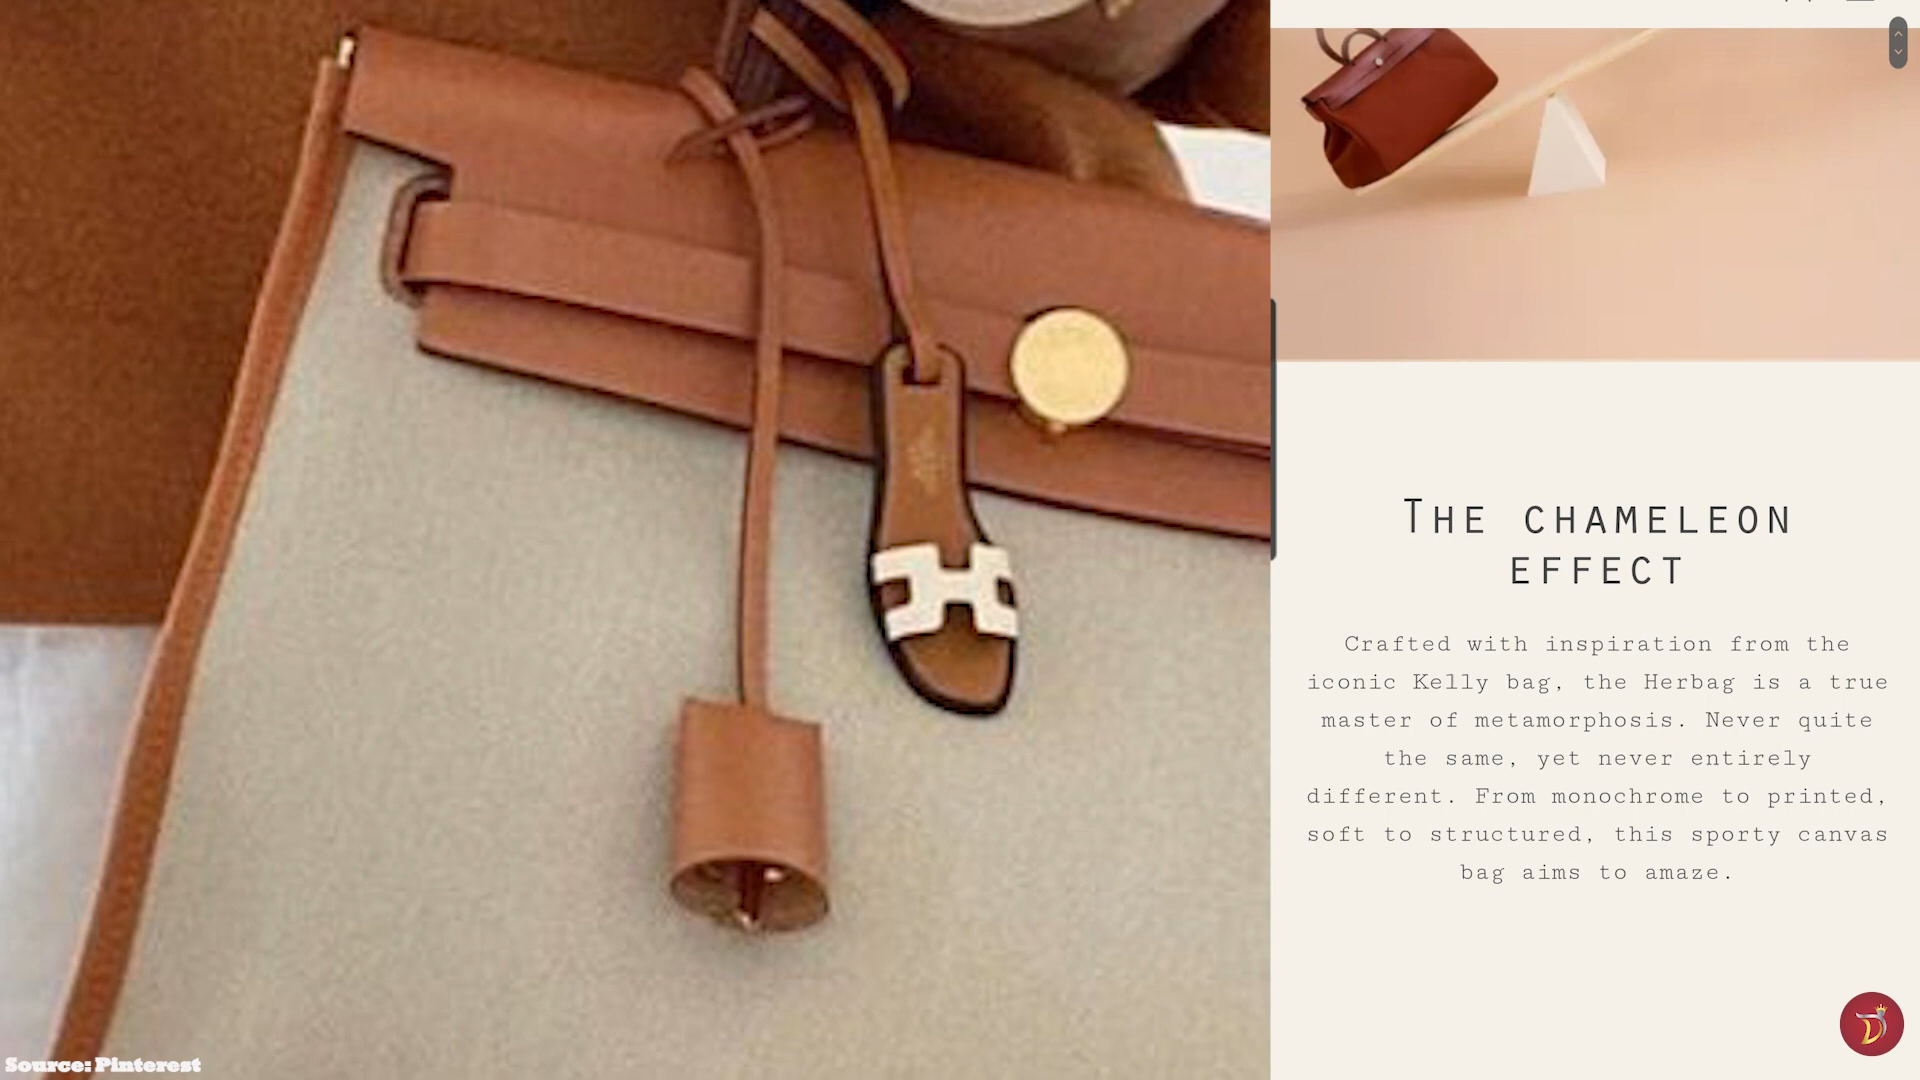 The chameleon
effect
Crafted with inspiration from the
iconic Kelly bag, the Herbag is a true
master of metamorphosis. Never quite
the same, yet never entirely
different. From monochrome to printed,
soft to structured, this sporty canvas
bag aims to amaze.
Source: Pinterest